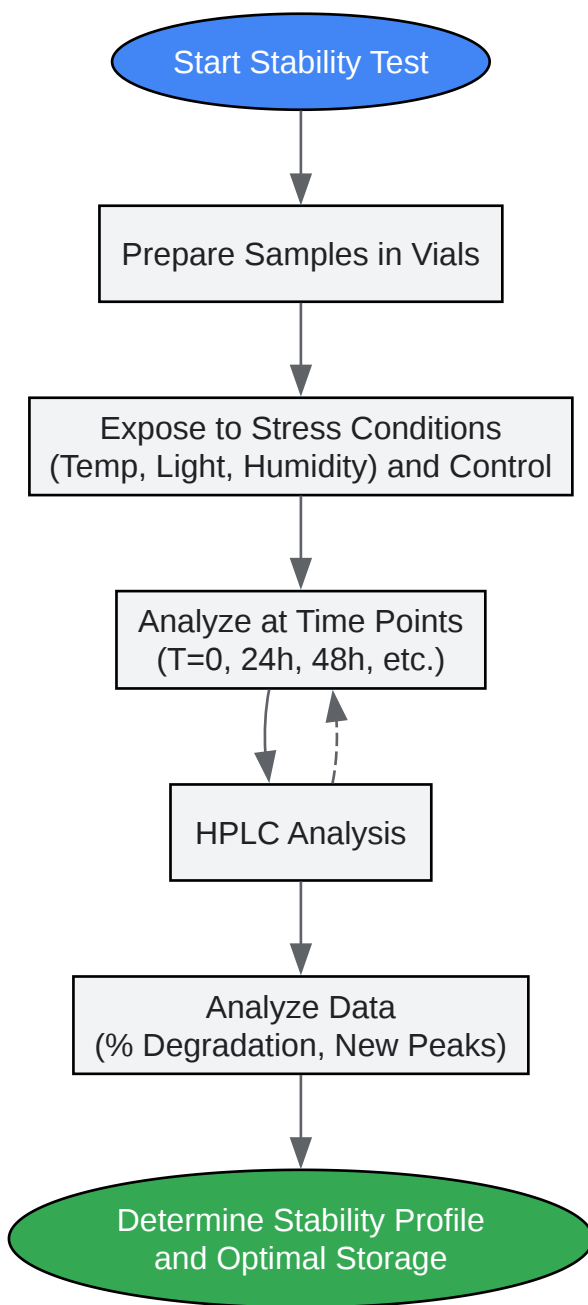 Start Stability Test
Prepare Samples in Vials
Expose to Stress Conditions
(Temp, Light, Humidity) and Control
Analyze at Time Points
(T=0, 24h, 48h, etc.)
HPLC Analysis
Analyze Data
(% Degradation, New Peaks)
Determine Stability Profile
and Optimal Storage